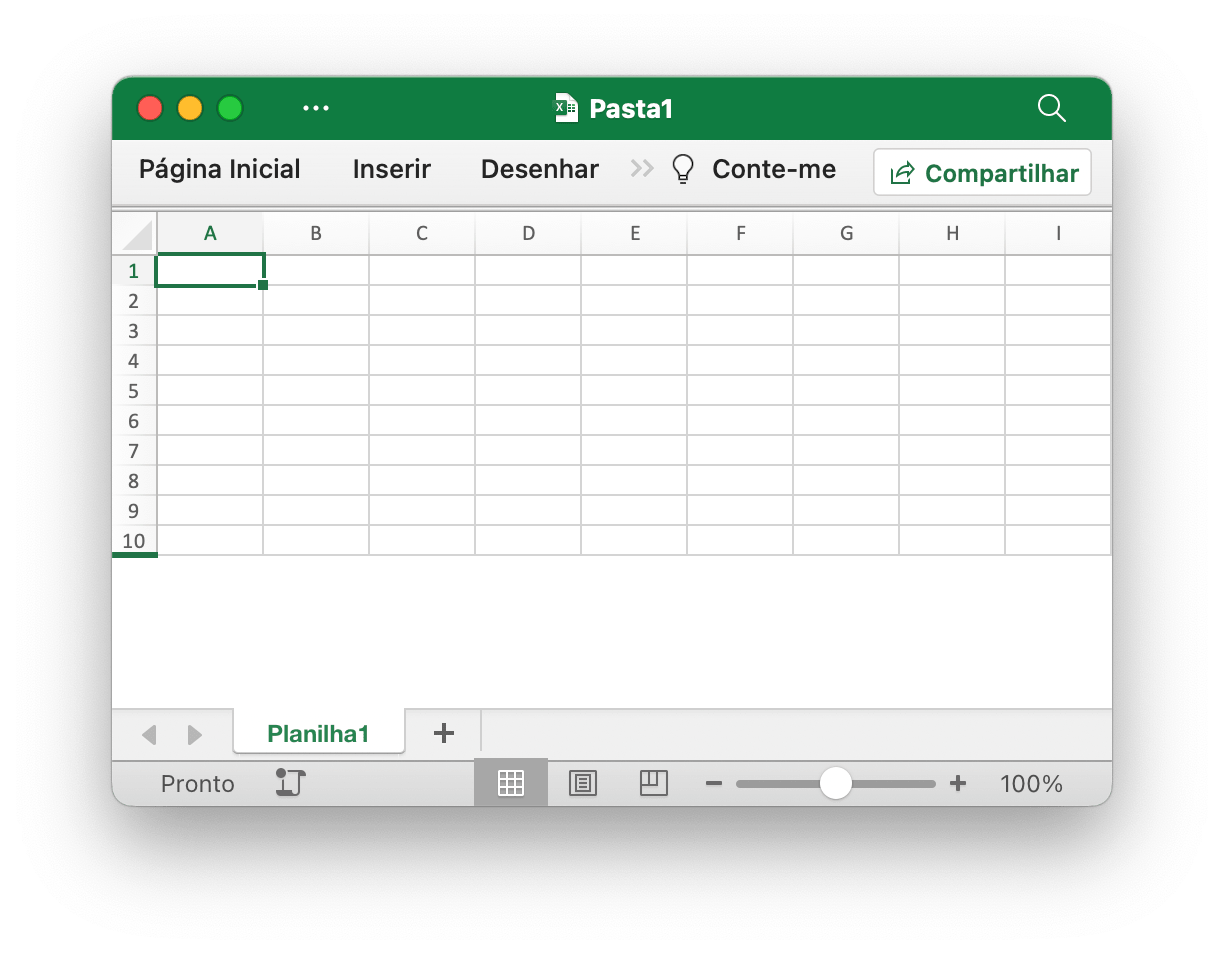 Pasta1
Página Inicial Inserir Desenhar Conte-me Compartilhar
A B C D E F G H I
1
2
3
4
5
6
7
8
9
10
Planilha1
Pronto 100%